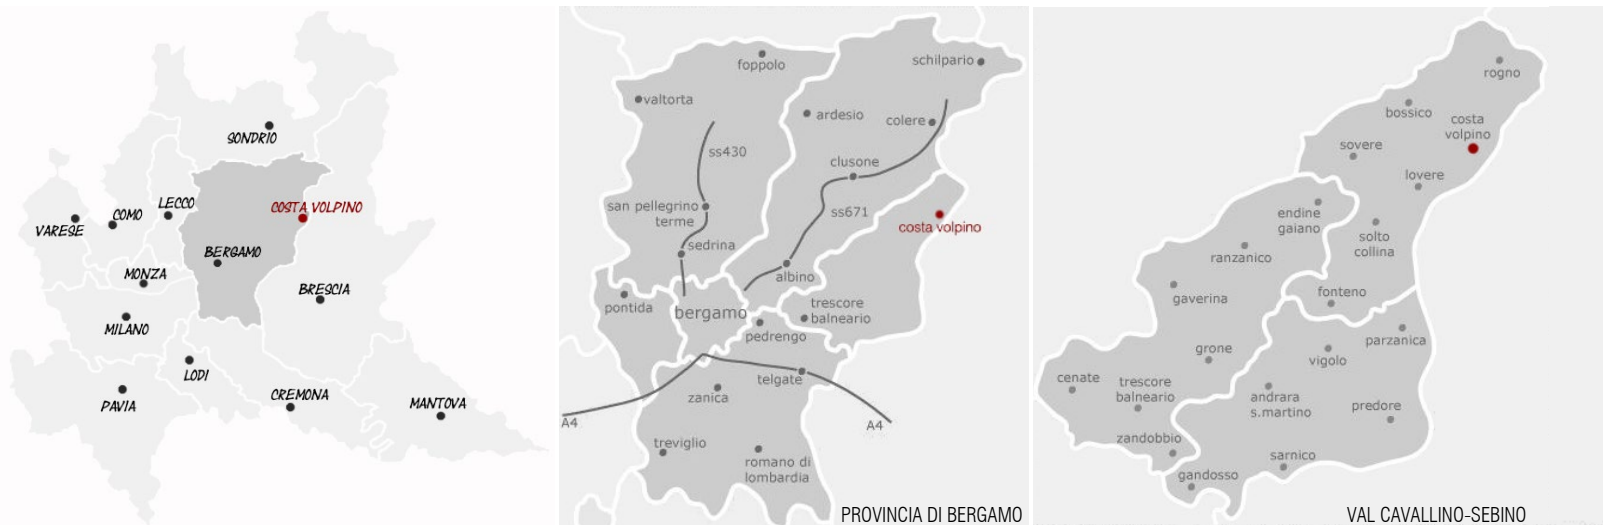 SONDRIO
LECCO
COMO
VARESE
COSTA VOLPINO
BERGAMO
MONZA
BRESCIA
MILANO
LODI
PAVIA
CREMONA
MANTOVA
foppolo
schilpario
valtorta
ardesio
colere
ss430
clusone
san pellegrino
terme
ss671
costa volpino
sedrina
albino
pontida
bergamo
trescore
balneario
pedrengo
telgate
zanica
A4
A4
treviglio
romano di
lombardia
PROVINCIA DI BERGAMO
rogno
bossico
costa
volpino
sovere
lovere
endine
gaiano
solto
collina
ranzanico
gaverina
fonteno
parzanica
grone
vigolo
cenate
trescore
balneario
andrara
s.martino
predore
zandobbio
sarnico
gandosso
VAL CAVALLINO-SEBINO